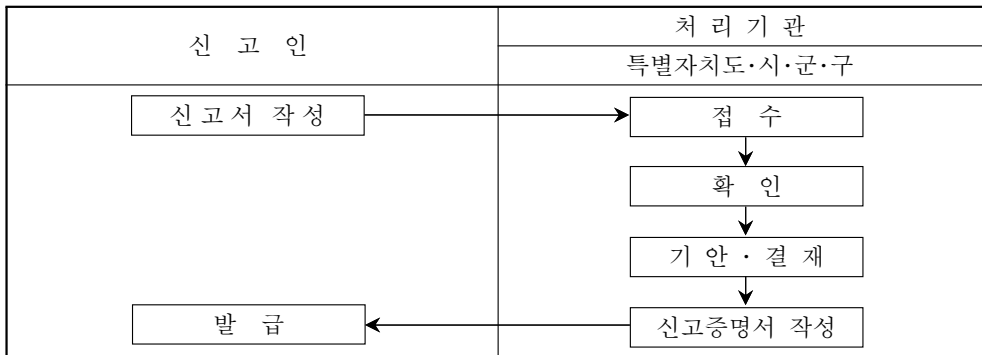 신 고 인
처 리 기 관
특별자치도·시·군·구
신 고 서 작 성
접 수
확 인
기 안 · 결 재
발 급
신고증명서 작성